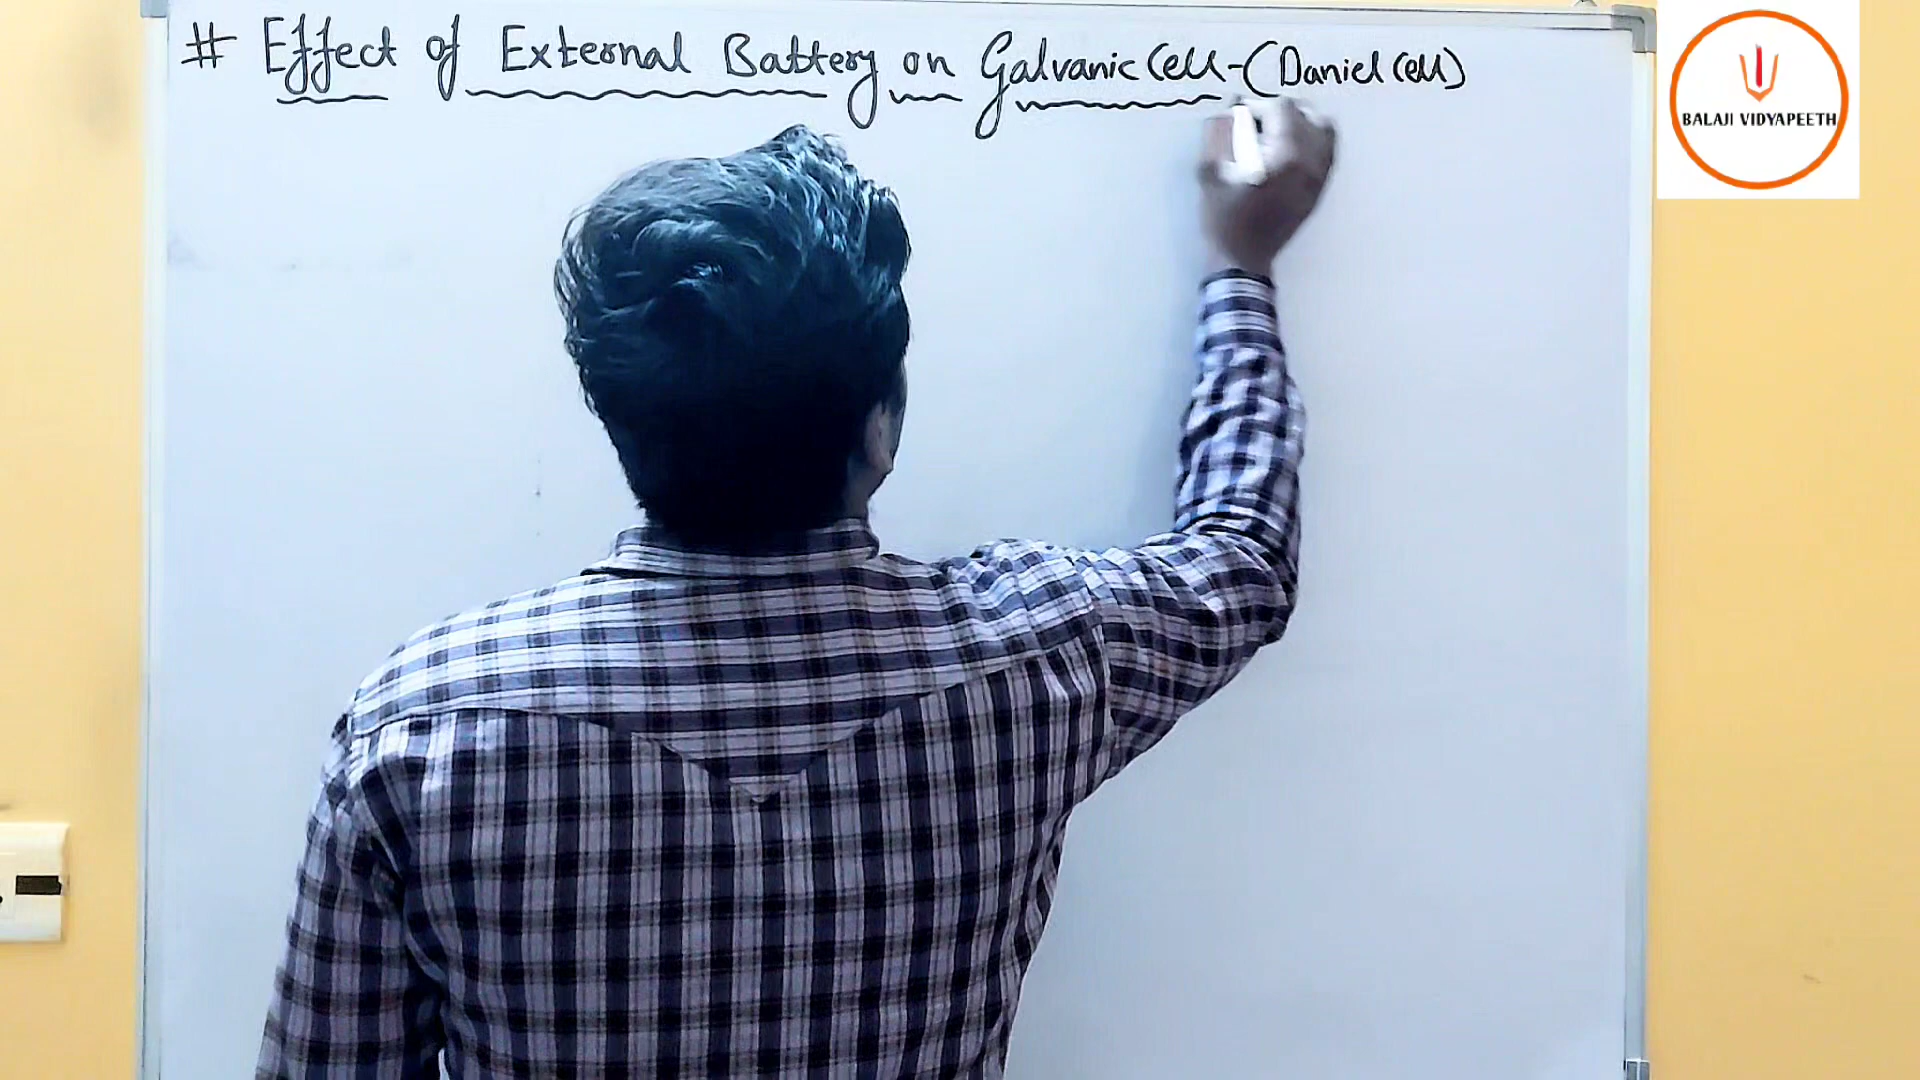 # Effect of External Battery on Galvanic Cell - (Daniel Cell)
BALAJI VIDYAPEETH